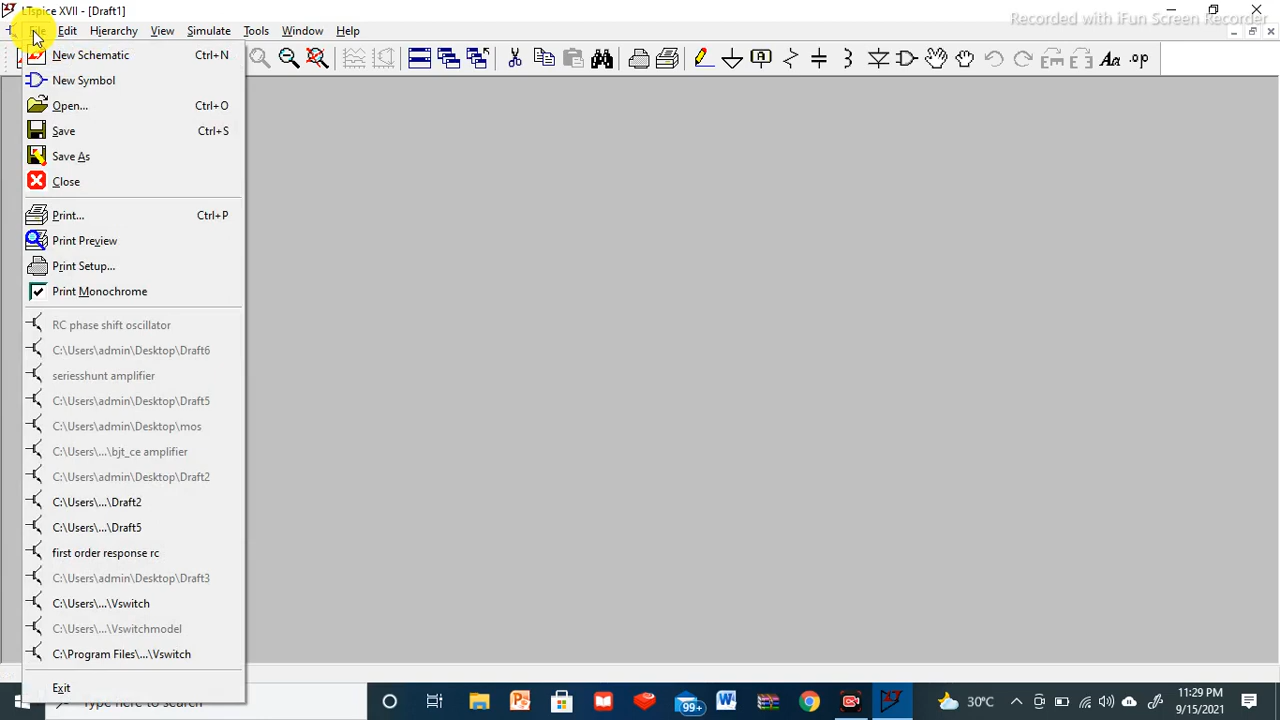 LTspice XVII - [Draft1]
Recorded with iFun Screen Recorder
File Edit Hierarchy View Simulate Tools Window Help
Aa .op
New Schematic Ctrl+N
New Symbol
Open... Ctrl+O
Save Ctrl+S
Save As
Close
Print... Ctrl+P
Print Preview
Print Setup...
Print Monochrome
RC phase shift oscillator
C:\Users\admin\Desktop\Draft6
seriesshunt amplifier
C:\Users\admin\Desktop\Draft5
C:\Users\admin\Desktop\mos
C:\Users\...\bjt_ce amplifier
C:\Users\admin\Desktop\Draft2
C:\Users\...\Draft2
C:\Users\...\Draft5
first order response rc
C:\Users\admin\Desktop\Draft3
C:\Users\...\Vswitch
C:\Users\...\Vswitchmodel
C:\Program Files\...\Vswitch
Exit
Type here to search
99+
30°C
11:29 PM
9/15/2021